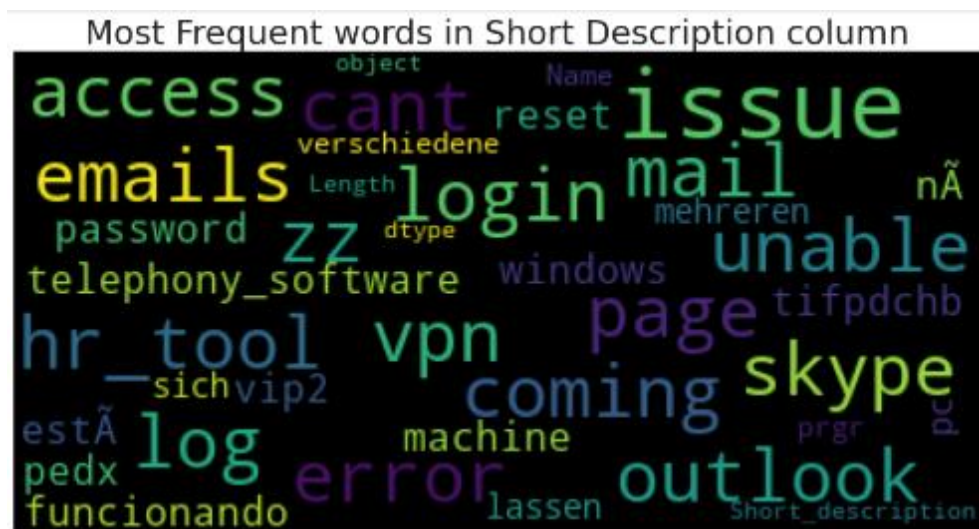 Most Frequent words in Short Description column
object
access
cant
Name
reset
issue
verschiedene
emails
Length
login
mail
nÃ
mehreren
password
zz
dtype
unable
telephony_software
windows
page
tifpdchb
hr_tool
vpn
skype
sich
vip2
coming
estÃ
log
machine
prgr
pc
pedx
error
outlook
funcionando
lassen
Short_description